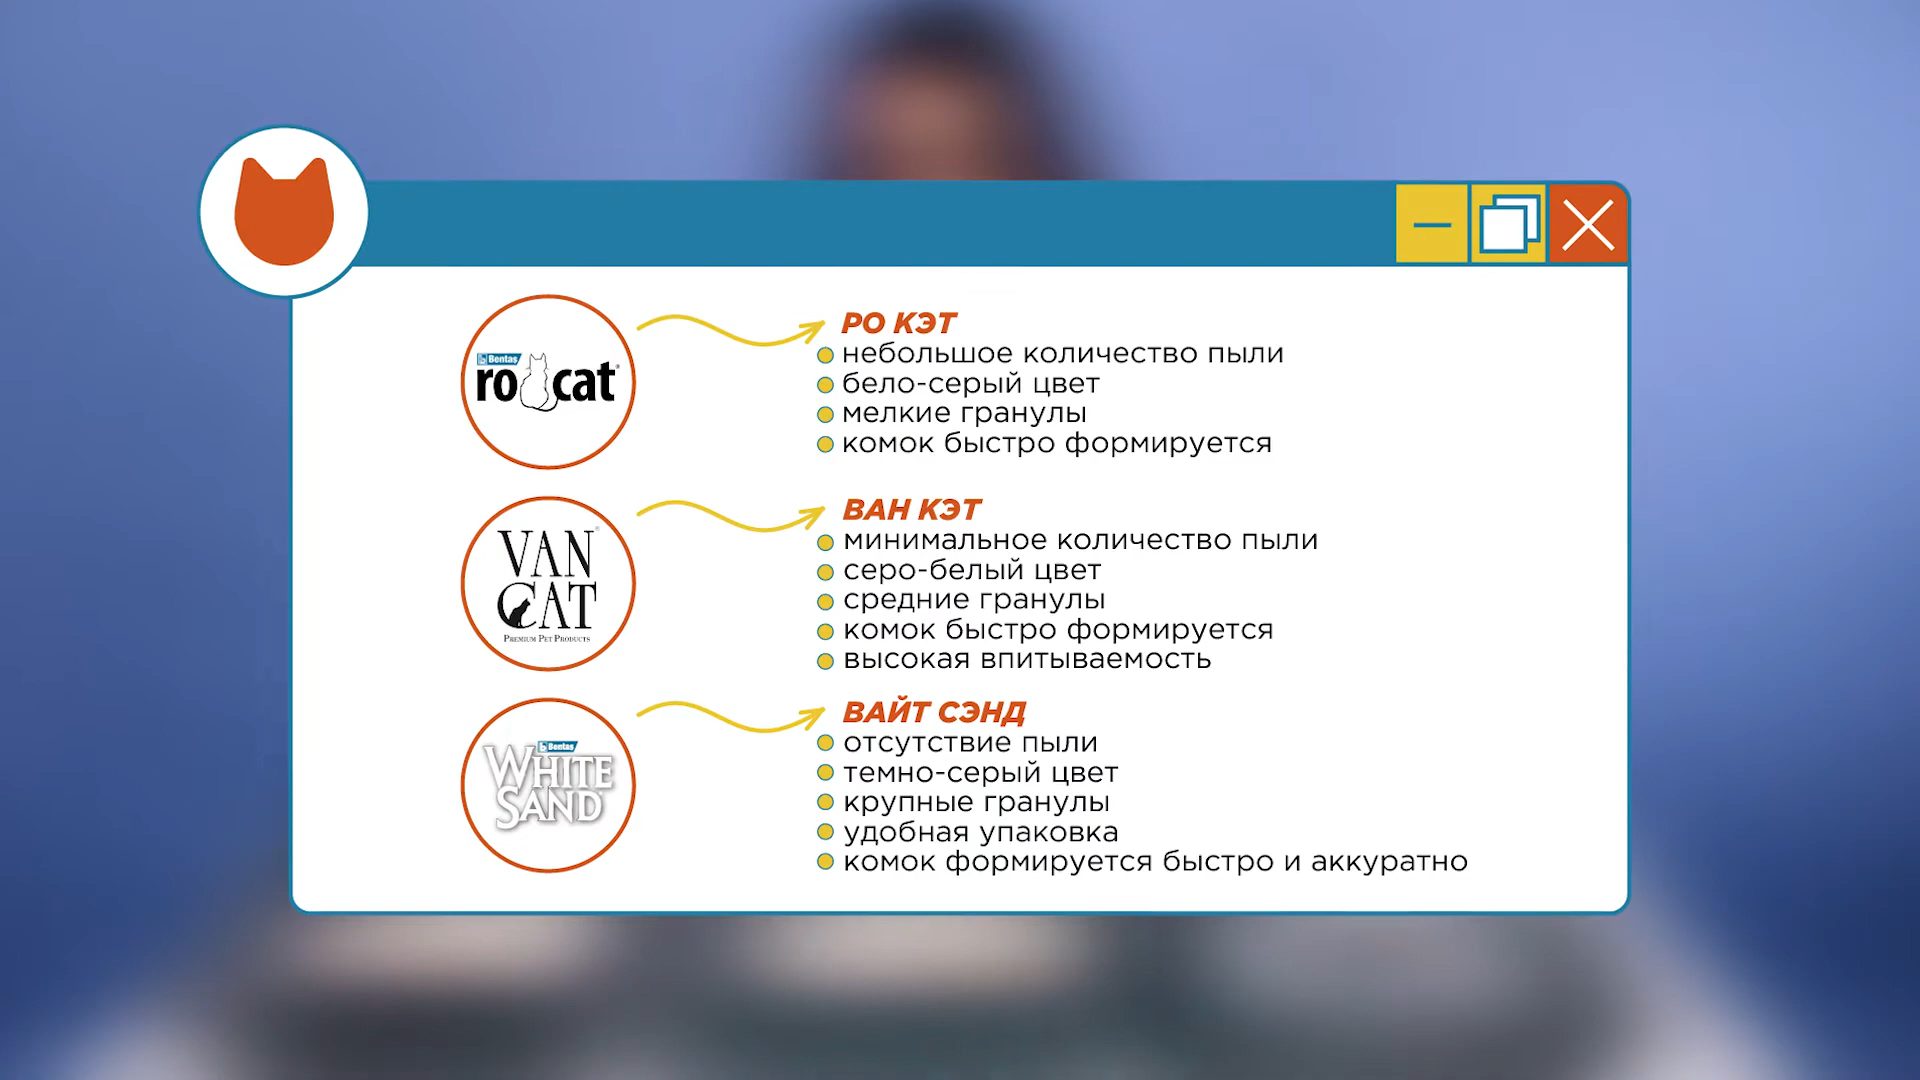 Bentaş
ro cat
РО КЭТ
небольшое количество пыли
бело-серый цвет
мелкие гранулы
комок быстро формируется
VAN
CAT
PREMIUM PET PRODUCTS
ВАН КЭТ
минимальное количество пыли
серо-белый цвет
средние гранулы
комок быстро формируется
высокая впитываемость
Bentaş
WHITE
SAND
ВАЙТ СЭНД
отсутствие пыли
темно-серый цвет
крупные гранулы
удобная упаковка
комок формируется быстро и аккуратно